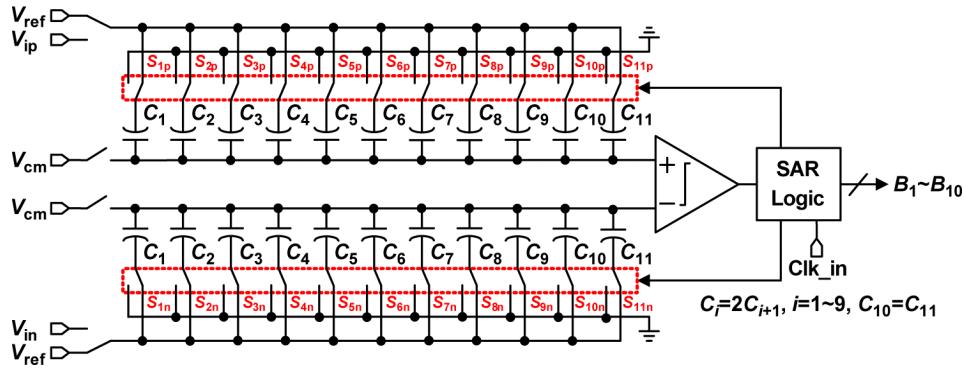 Vref
Vip
S1p S2p S3p S4p S5p S6p S7p S8p S9p S10p S11p
C1 C2 C3 C4 C5 C6 C7 C8 C9 C10 C11
Vcm
+
SAR
Logic
B1~B10
−
Vcm
C1 C2 C3 C4 C5 C6 C7 C8 C9 C10 C11
Clk_in
S1n S2n S3n S4n S5n S6n S7n S8n S9n S10n S11n
Ci=2Ci+1, i=1~9, C10=C11
Vin
Vref